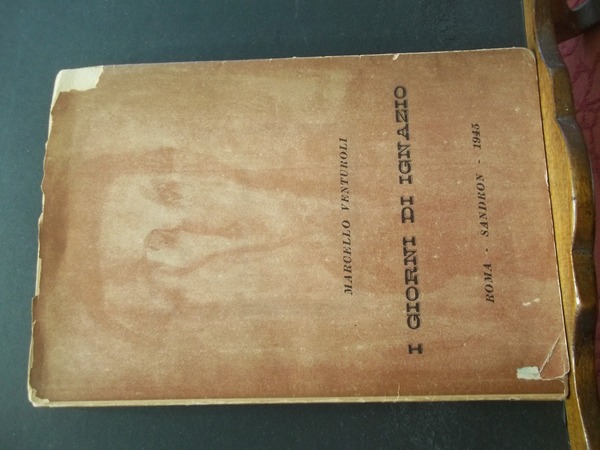 MARCELLO VENTUROLI
I GIORNI DI IGNAZIO
ROMA - SANDRON - 1945